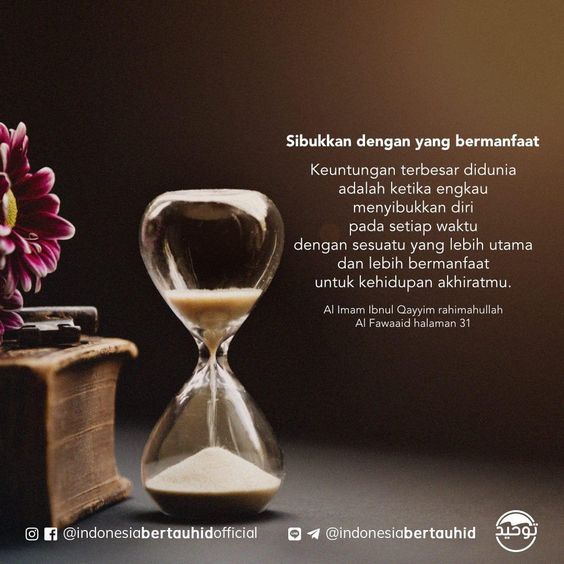 Sibukkan dengan yang bermanfaat
Keuntungan terbesar didunia
adalah ketika engkau
menyibukkan diri
pada setiap waktu
dengan sesuatu yang lebih utama
dan lebih bermanfaat
untuk kehidupan akhiratmu.
Al Imam Ibnul Qayyim rahimahullah
Al Fawaaid halaman 31
@indonesiabertauhidofficial
@indonesiabertauhid
توحيد